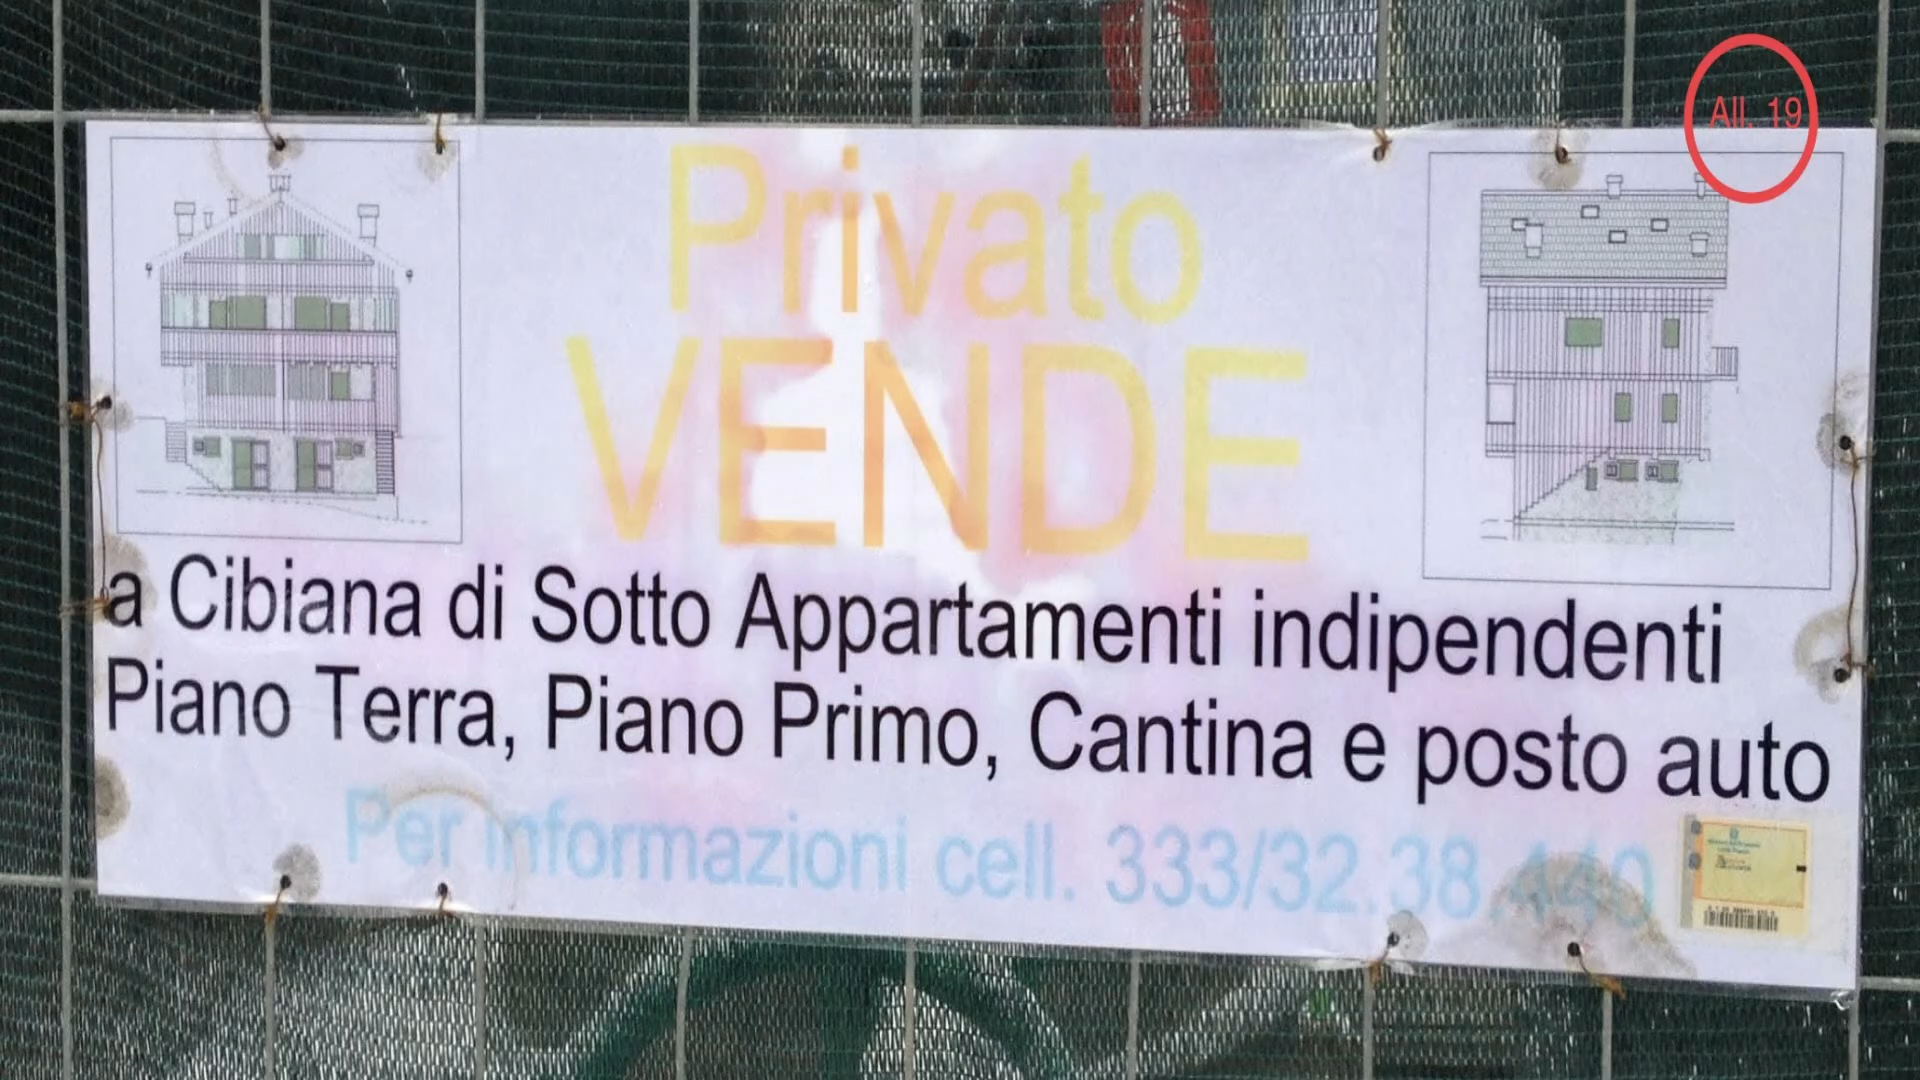 All. 19
Privato
VENDE
a Cibiana di Sotto Appartamenti indipendenti
Piano Terra, Piano Primo, Cantina e posto auto
Per informazioni cell. 333/32.38.440